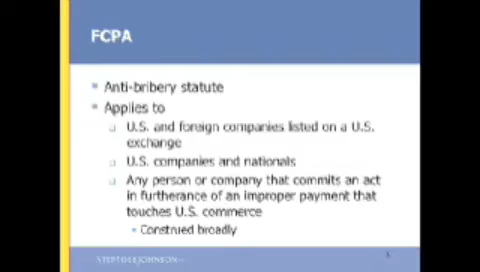 FCPA
Anti-bribery statute
Applies to
U.S. and foreign companies listed on a U.S.
exchange
U.S. companies and nationals
Any person or company that commits an act
in furtherance of an improper payment that
touches U.S. commerce
Construed broadly
STEPTOE & JOHNSON LLP